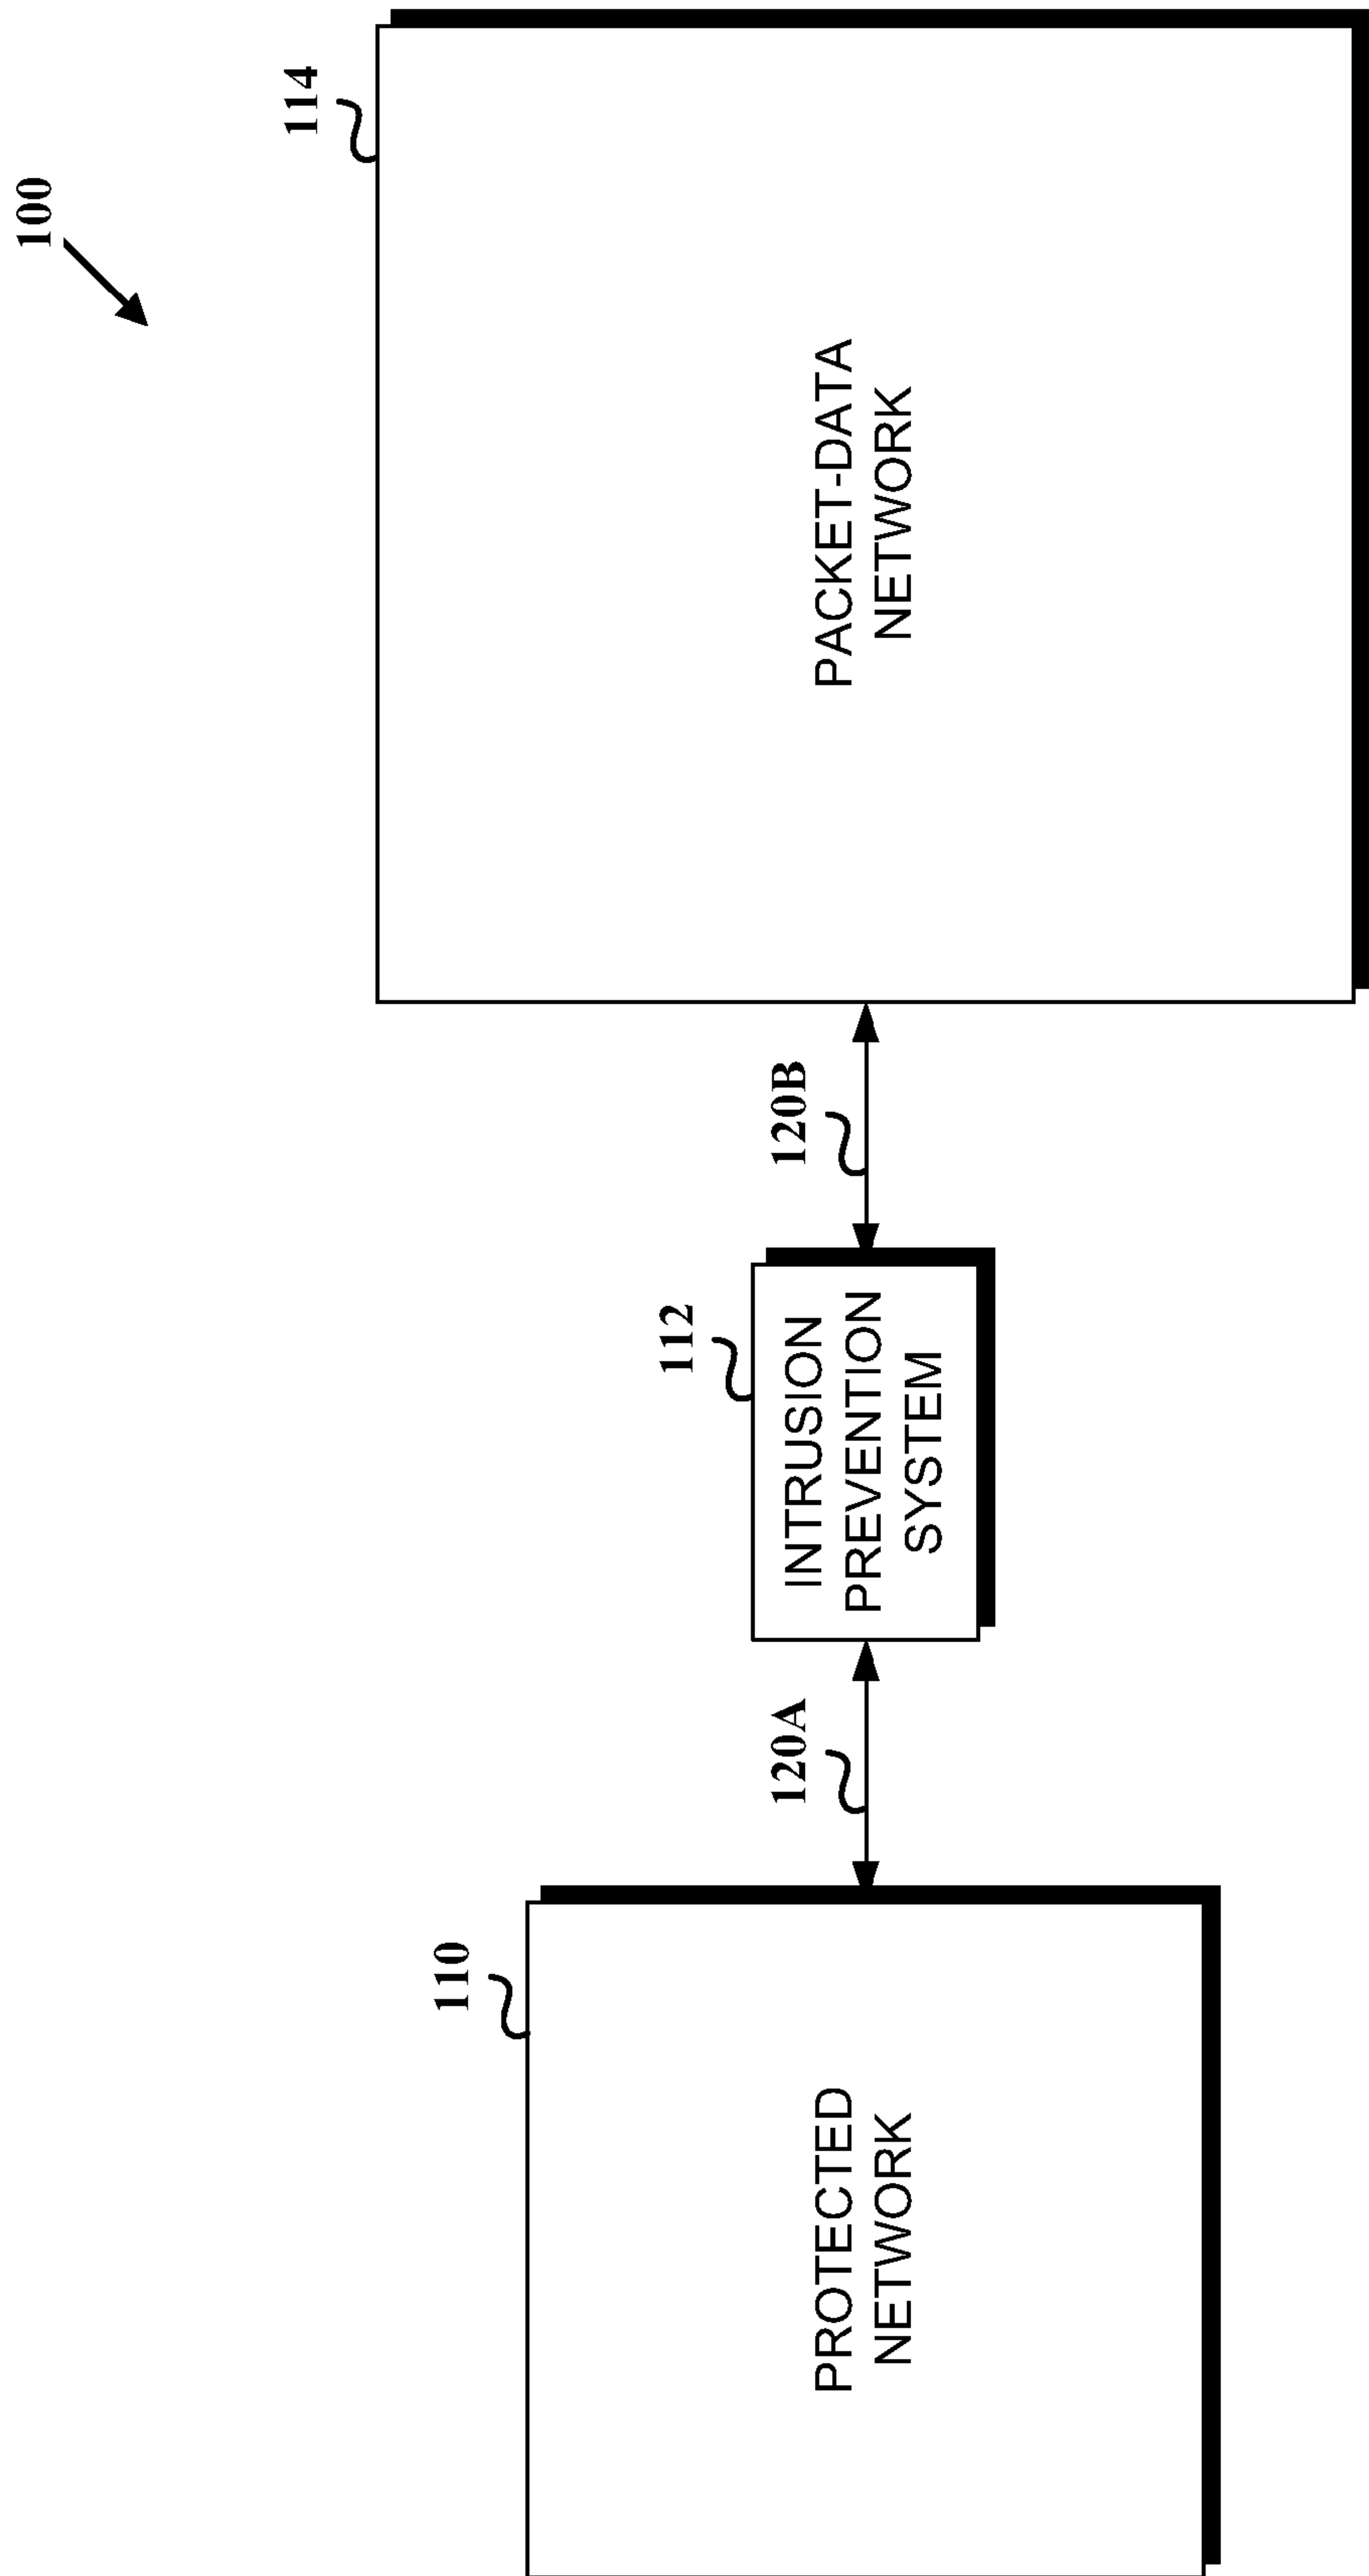 100
114
PACKET-DATA
NETWORK
120B
112
INTRUSION
PREVENTION
SYSTEM
120A
110
PROTECTED
NETWORK